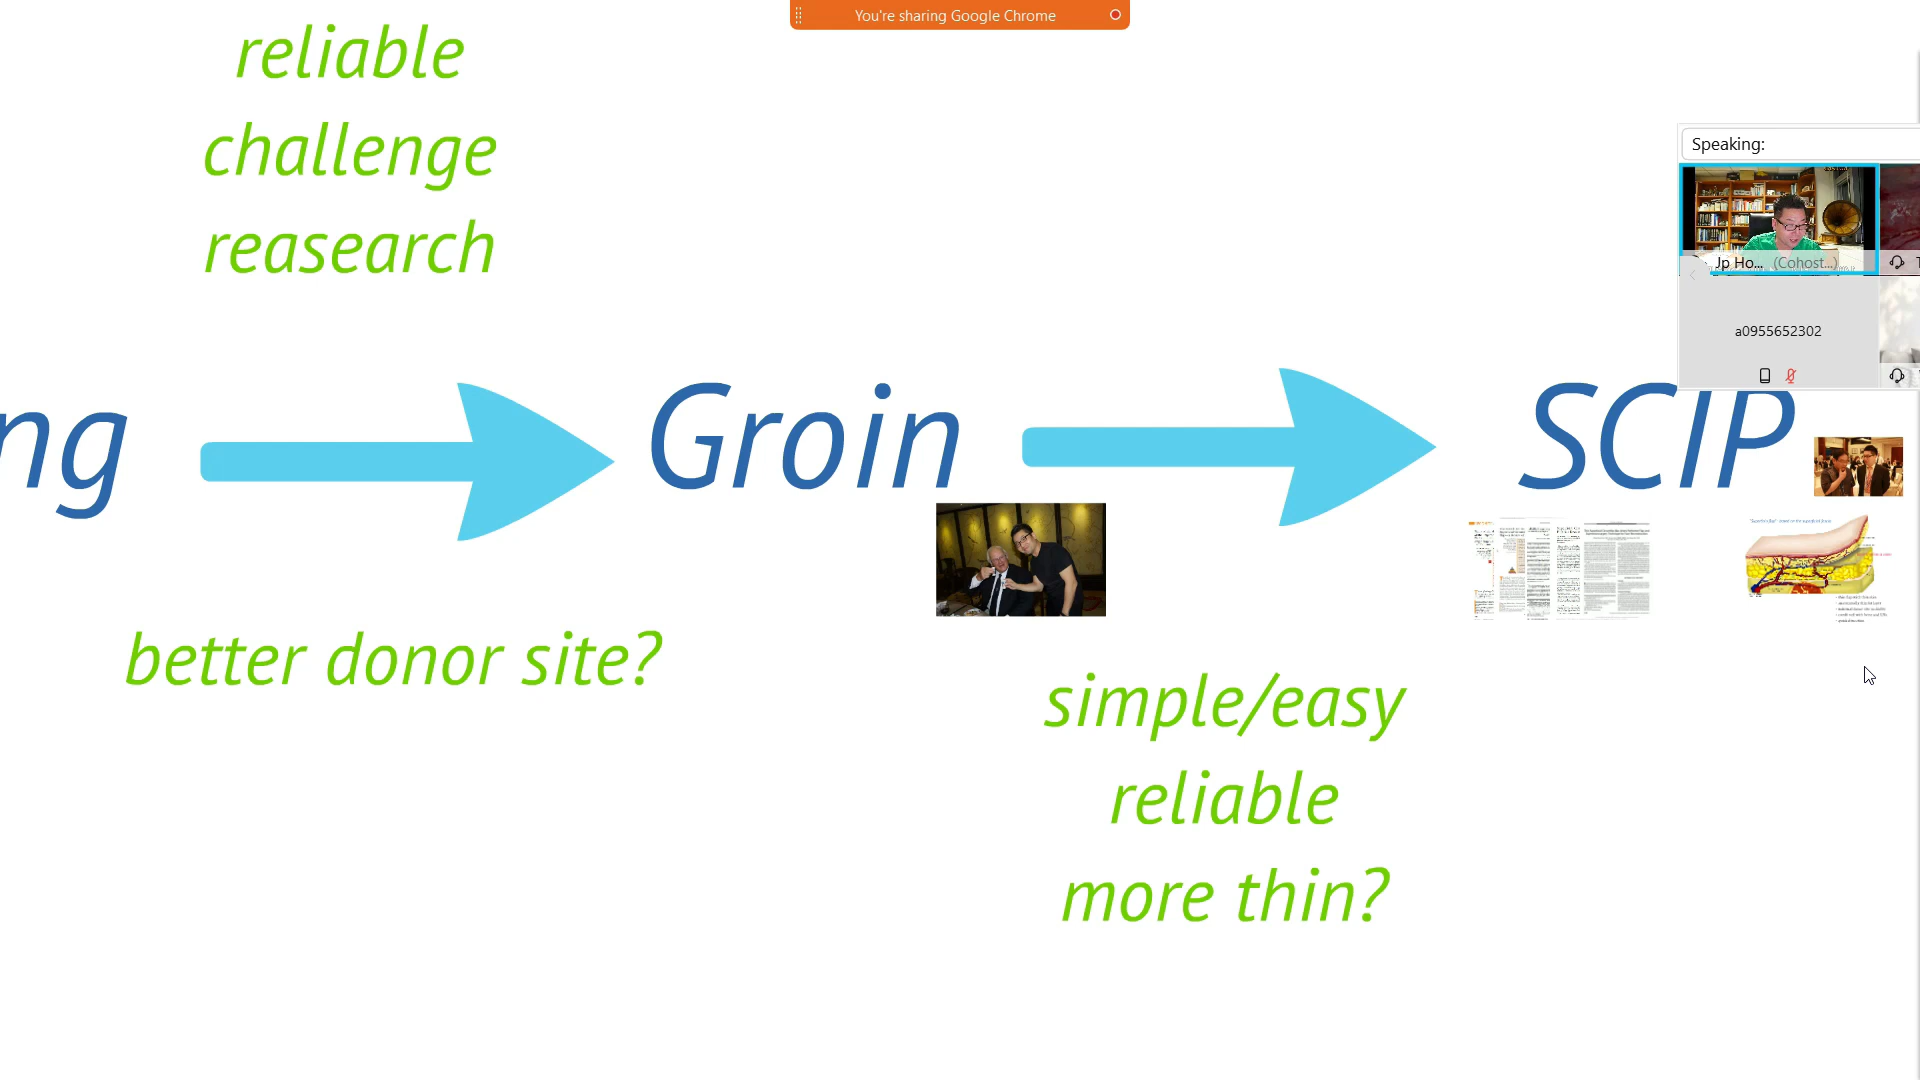 You're sharing Google Chrome
reliable
challenge
reasearch
Speaking:
Jp Ho... (Cohost...)
a0955652302
ng
Groin
SCIP
better donor site?
simple/easy
reliable
more thin?